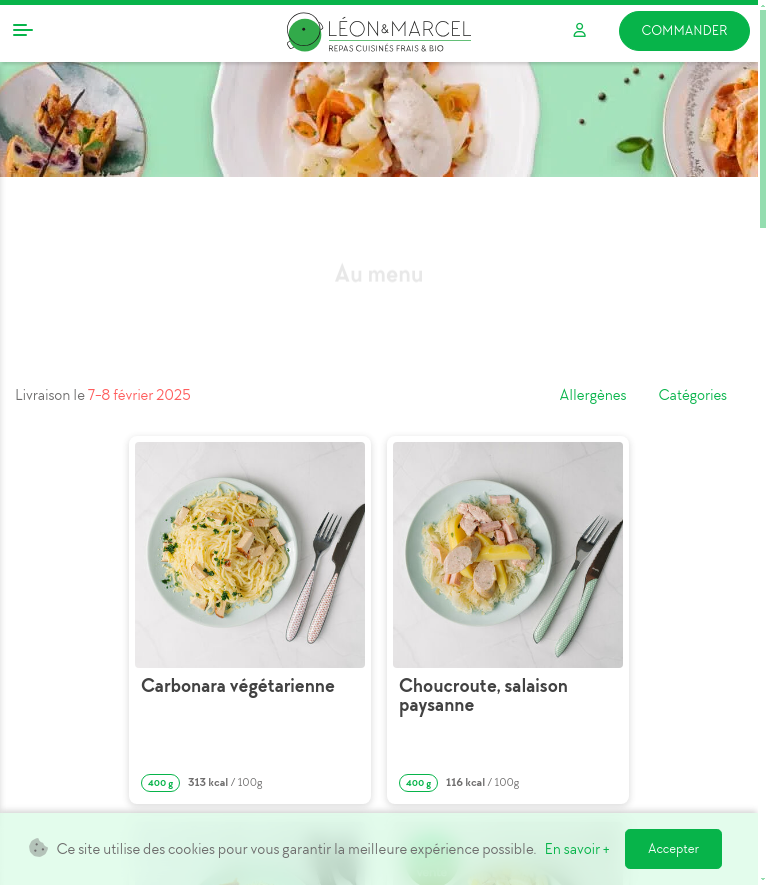 LÉON&MARCEL
REPAS CUISINÉS FRAIS & BIO
COMMANDER
Au menu
Livraison le 7-8 février 2025
Allergènes
Catégories
Carbonara végétarienne
400 g 313 kcal / 100g
Choucroute, salaison
paysanne
400 g 116 kcal / 100g
Ce site utilise des cookies pour vous garantir la meilleure expérience possible. En savoir +
Accepter